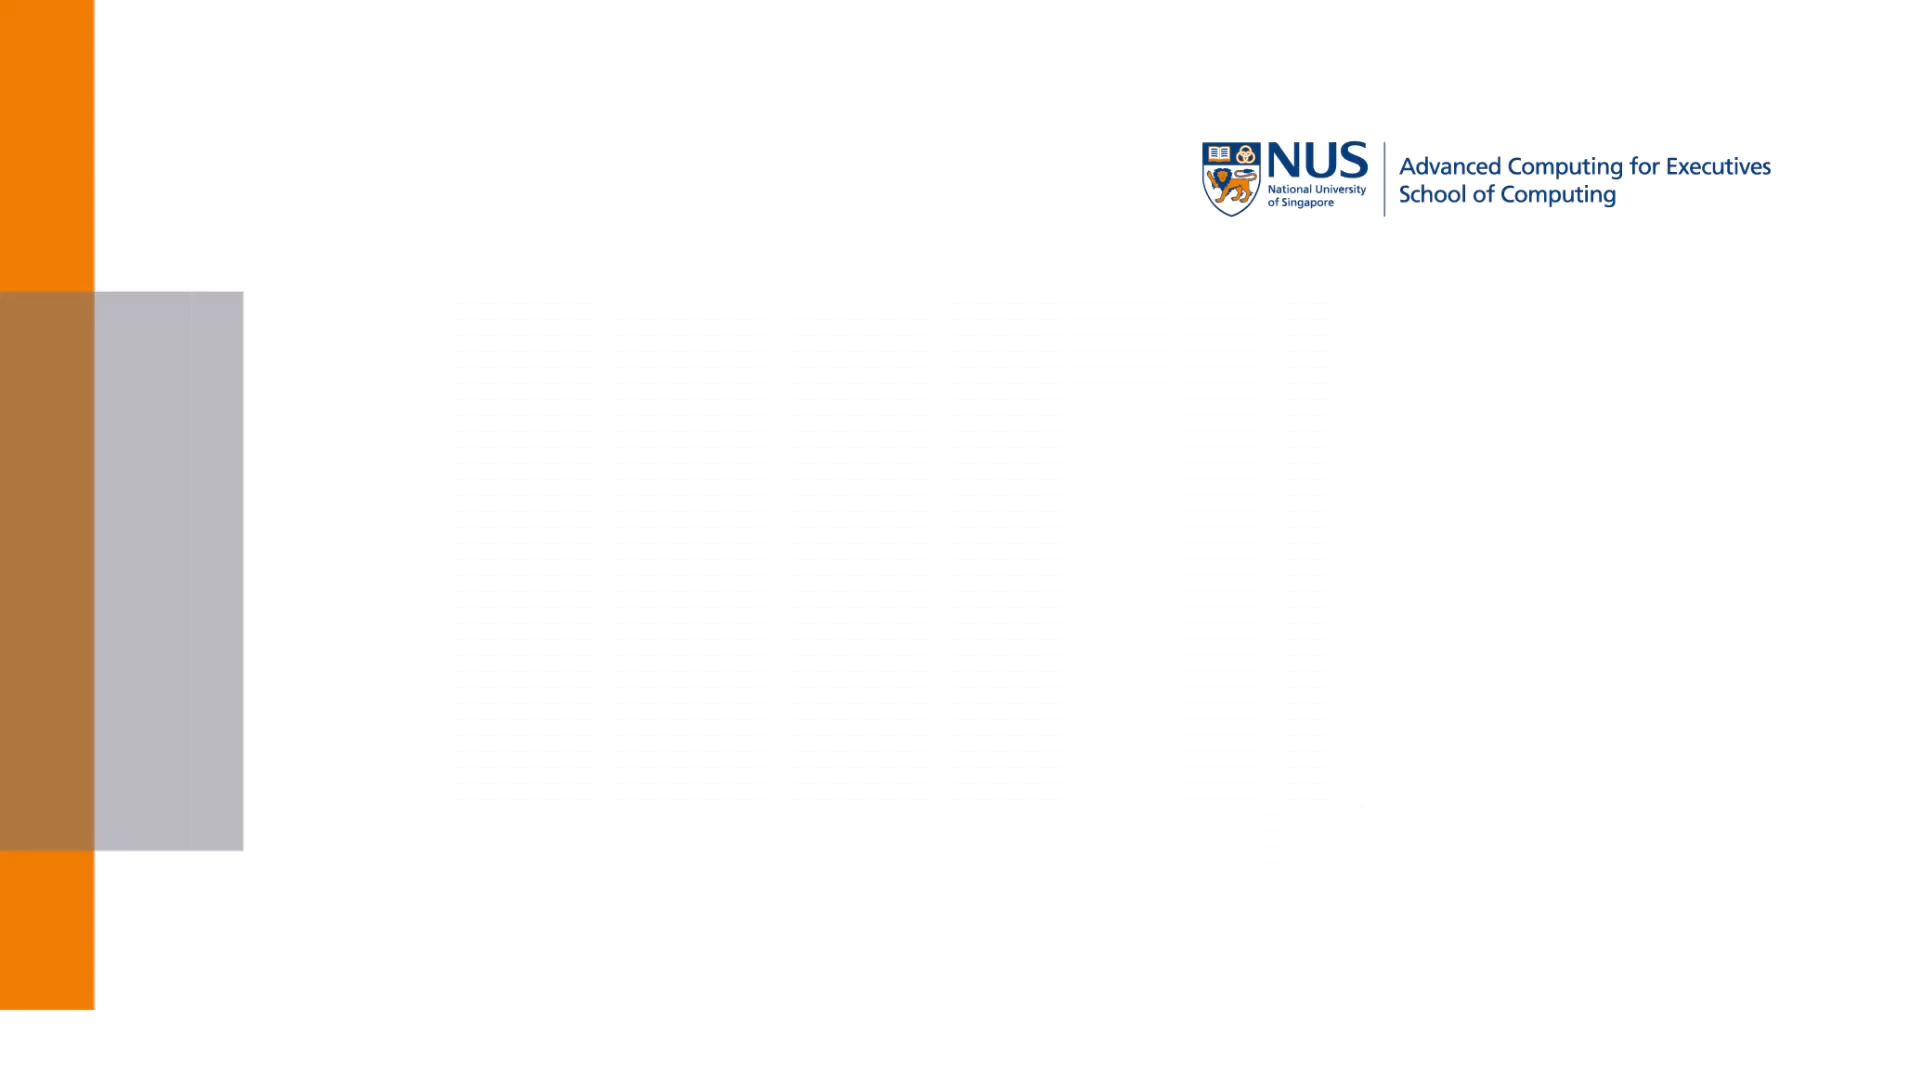 NUS
National University
of Singapore
Advanced Computing for Executives
School of Computing